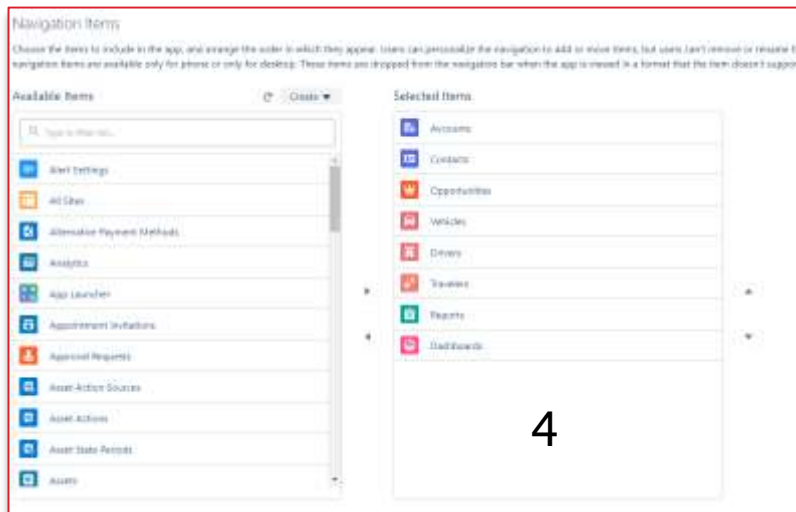 Navigation Items
Choose the items to include in the app, and arrange the order in which they appear. Users can personalize the navigation to add or move items, but users can't remove or rename
navigation items are available only for phone or only for desktop. These items are dropped from the navigation bar when the app is viewed in a format that the item doesn't suppor
Available Items
Create
Selected Items
Type to filter list...
Alert Settings
All Sites
Alternative Payment Methods
Analytics
App Launcher
Appointment Invitations
Approval Requests
Asset Action Sources
Asset Actions
Asset State Periods
Assets
Accounts
Contacts
Opportunities
Vehicles
Drivers
Travelers
Reports
Dashboards
4